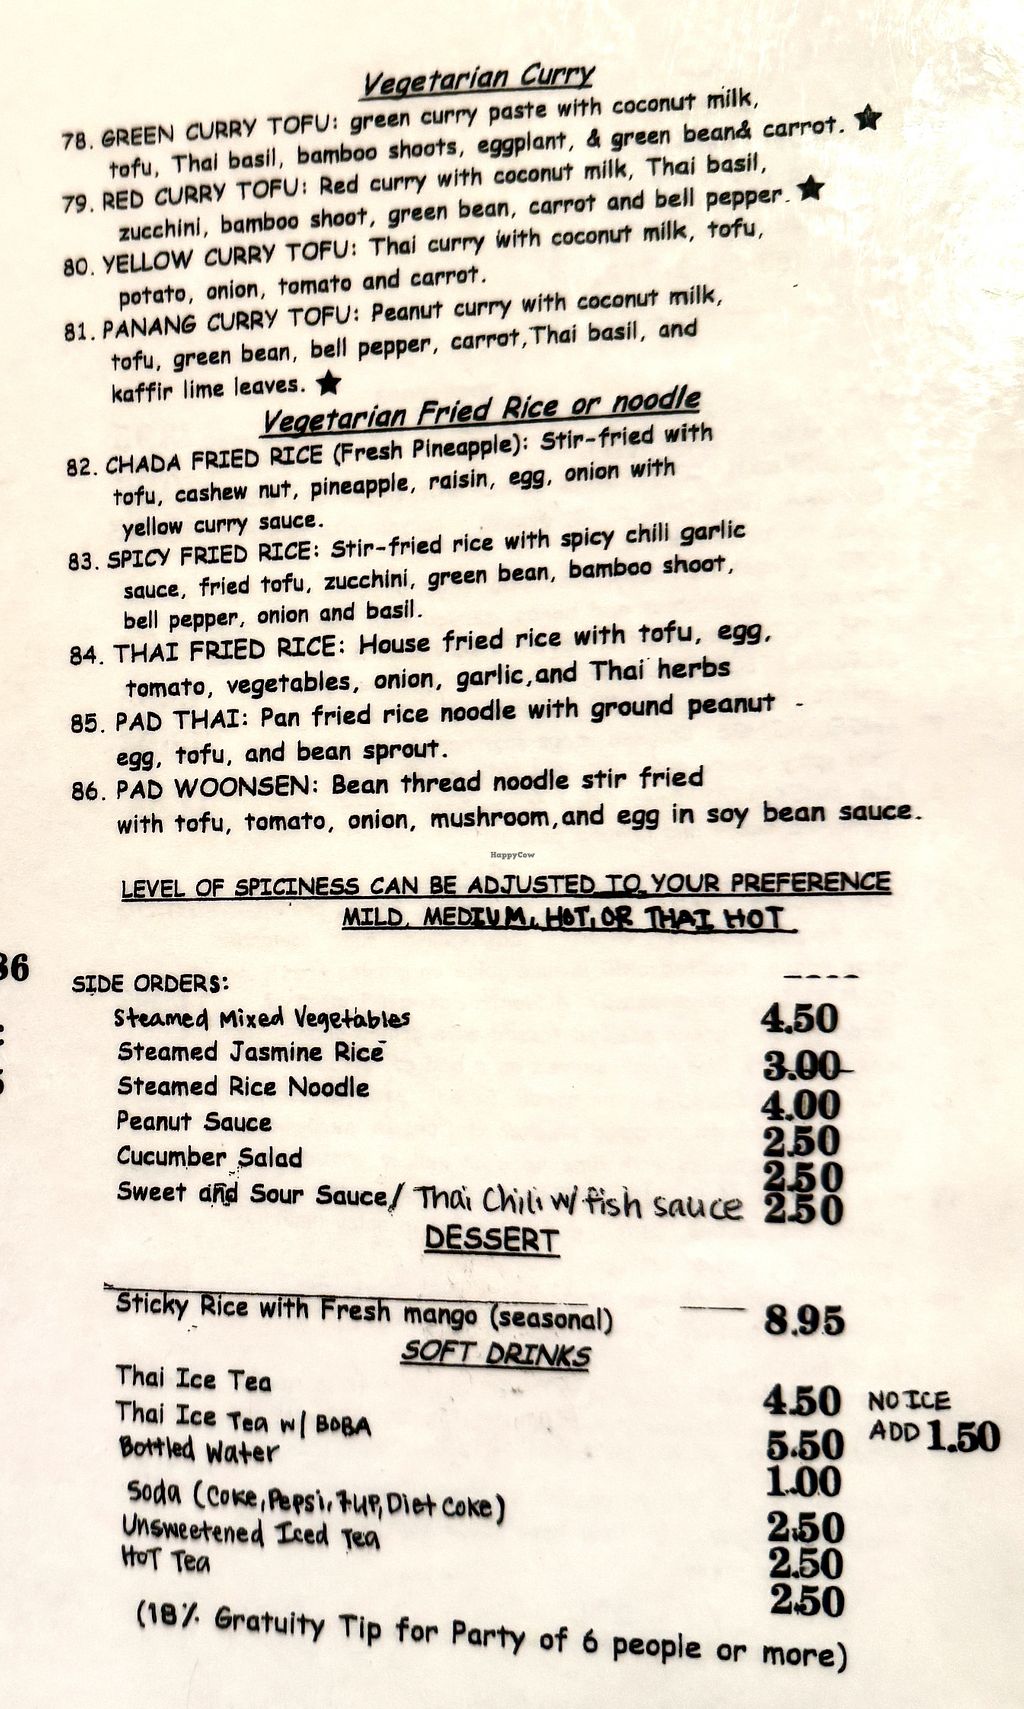 Vegetarian Curry
78. GREEN CURRY TOFU: green curry paste with coconut milk,
tofu, Thai basil, bamboo shoots, eggplant, & green bean& carrot. ★
79. RED CURRY TOFU: Red curry with coconut milk, Thai basil,
zucchini, bamboo shoot, green bean, carrot and bell pepper. ★
80. YELLOW CURRY TOFU: Thai curry with coconut milk, tofu,
potato, onion, tomato and carrot.
81. PANANG CURRY TOFU: Peanut curry with coconut milk,
tofu, green bean, bell pepper, carrot,Thai basil, and
kaffir lime leaves. ★
Vegetarian Fried Rice or noodle
82. CHADA FRIED RICE (Fresh Pineapple): Stir-fried with
tofu, cashew nut, pineapple, raisin, egg, onion with
yellow curry sauce.
83. SPICY FRIED RICE: Stir-fried rice with spicy chili garlic
sauce, fried tofu, zucchini, green bean, bamboo shoot,
bell pepper, onion and basil.
84. THAI FRIED RICE: House fried rice with tofu, egg,
tomato, vegetables, onion, garlic,and Thai herbs
85. PAD THAI: Pan fried rice noodle with ground peanut -
egg, tofu, and bean sprout.
86. PAD WOONSEN: Bean thread noodle stir fried
with tofu, tomato, onion, mushroom,and egg in soy bean sauce.
HappyCow
LEVEL OF SPICINESS CAN BE ADJUSTED TO YOUR PREFERENCE
MILD, MEDIUM, HOT, OR THAI HOT
36
SIDE ORDERS: ----
Steamed Mixed Vegetables 4.50
Steamed Jasmine Rice 3.00
Steamed Rice Noodle 4.00
Peanut Sauce 2.50
Cucumber Salad 2.50
Sweet and Sour Sauce/ Thai Chili w/ fish sauce 2.50
DESSERT
Sticky Rice with Fresh mango (seasonal) 8.95
SOFT DRINKS
Thai Ice Tea 4.50 NO ICE
Thai Ice Tea w/ BOBA 5.50 ADD 1.50
Bottled Water 1.00
Soda (Coke, Pepsi, 7up, Diet Coke) 2.50
Unsweetened Iced Tea 2.50
HoT Tea 2.50
(18% Gratuity Tip for Party of 6 people or more)